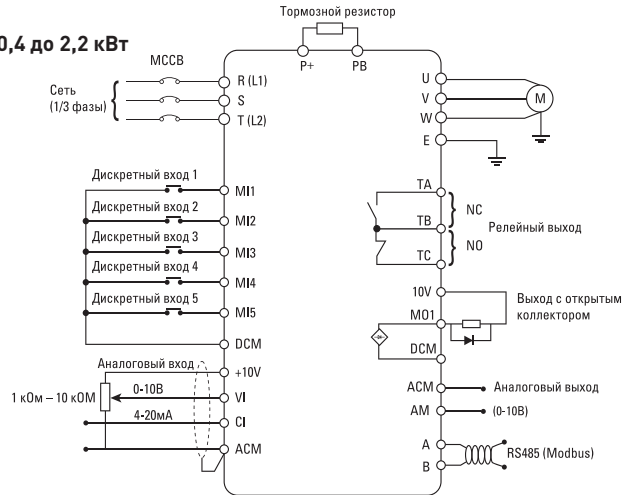 0,4 до 2,2 кВт
Тормозной резистор
P+
PB
MCCB
Сеть
(1/3 фазы)
R (L1)
S
T (L2)
U
V
W
E
M
Дискретный вход 1
MI1
Дискретный вход 2
MI2
Дискретный вход 3
MI3
Дискретный вход 4
MI4
Дискретный вход 5
MI5
DCM
TA
TB
TC
NC
NO
Релейный выход
10V
MO1
DCM
Выход с открытым
коллектором
Аналоговый вход
+10V
1 кОм – 10 кОМ
0-10В
VI
4-20мА
CI
ACM
ACM
Аналоговый выход
AM
(0-10В)
A
B
RS485 (Modbus)